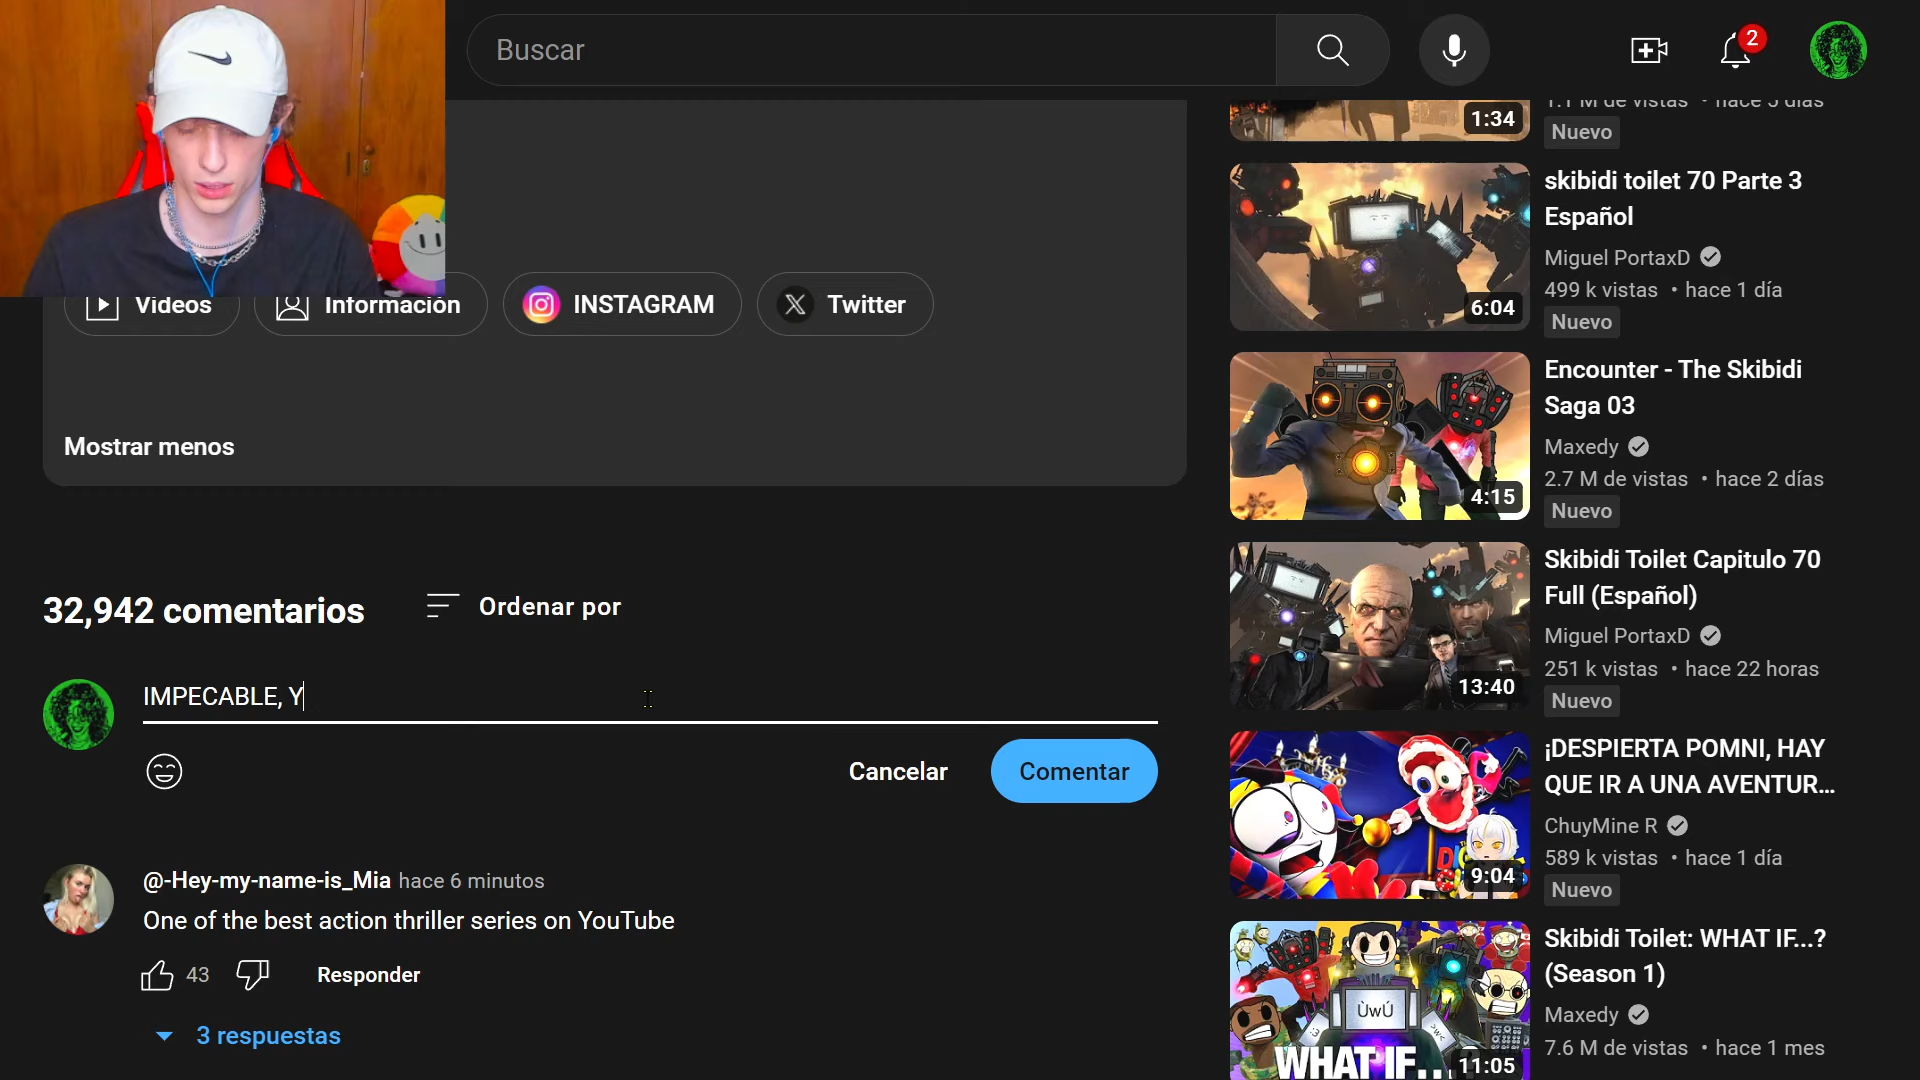 Buscar
2
1:34
1.1 M de vistas • hace 5 días
Nuevo
6:04
skibidi toilet 70 Parte 3
Español
Miguel PortaxD
499 k vistas • hace 1 día
Nuevo
Videos
Información
INSTAGRAM
Twitter
4:15
Encounter - The Skibidi
Saga 03
Maxedy
2.7 M de vistas • hace 2 días
Nuevo
Mostrar menos
13:40
Skibidi Toilet Capitulo 70
Full (Español)
Miguel PortaxD
251 k vistas • hace 22 horas
Nuevo
32,942 comentarios
Ordenar por
IMPECABLE, Y
Cancelar
Comentar
9:04
¡DESPIERTA POMNI, HAY
QUE IR A UNA AVENTUR...
ChuyMine R
589 k vistas • hace 1 día
Nuevo
@-Hey-my-name-is_Mia hace 6 minutos
One of the best action thriller series on YouTube
43
Responder
3 respuestas
ÙwÚ
WHAT IF...
11:05
Skibidi Toilet: WHAT IF...?
(Season 1)
Maxedy
7.6 M de vistas • hace 1 mes